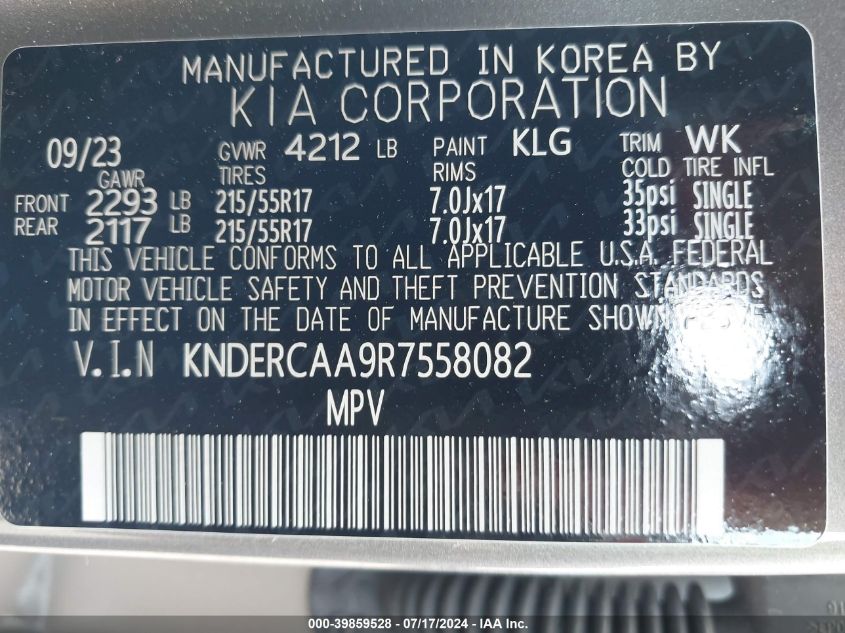 MANUFACTURED IN KOREA BY
KIA CORPORATION
09/23 GVWR 4212 LB PAINT KLG TRIM WK
GAWR TIRES RIMS COLD TIRE INFL
FRONT 2293 LB 215/55R17 7.0Jx17 35psi SINGLE
REAR 2117 LB 215/55R17 7.0Jx17 33psi SINGLE
THIS VEHICLE CONFORMS TO ALL APPLICABLE U.S.A. FEDERAL
MOTOR VEHICLE SAFETY AND THEFT PREVENTION STANDARDS
IN EFFECT ON THE DATE OF MANUFACTURE SHOWN ABOVE
V.I.N KNDERCAA9R7558082
MPV
000-39859528 - 07/17/2024 - IAA Inc.